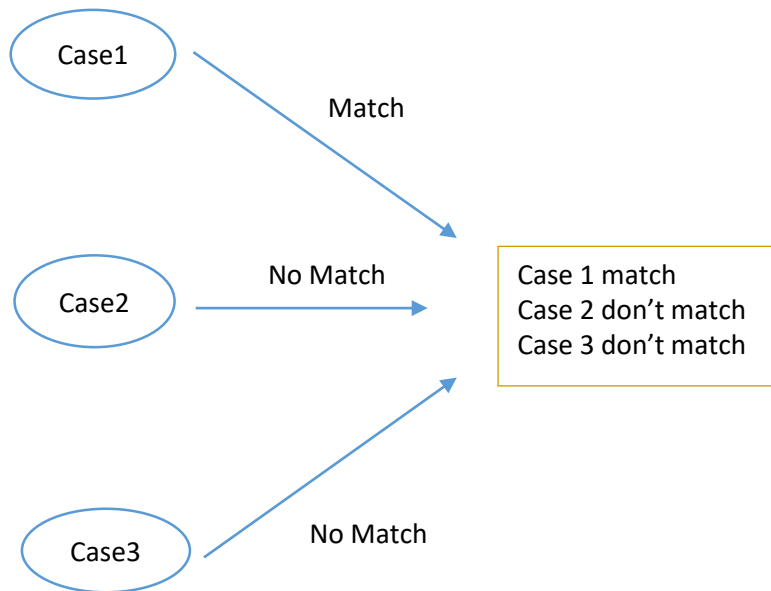 Case1
Match
No Match
Case2
Case 1 match
Case 2 don’t match
Case 3 don’t match
No Match
Case3